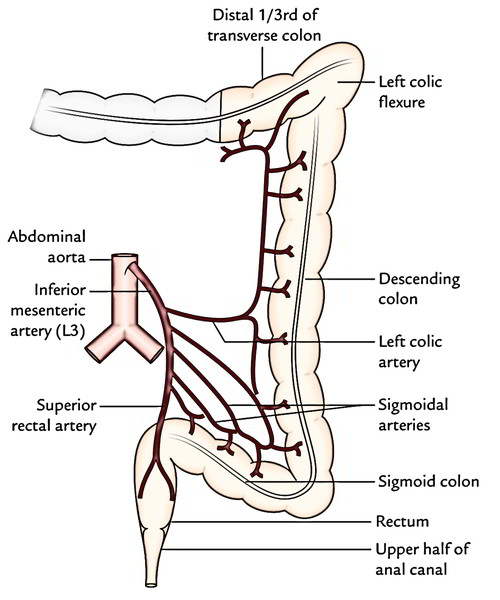 Distal 1/3rd of
transverse colon
Left colic
flexure
Abdominal
aorta
Inferior
mesenteric
artery (L3)
Descending
colon
Left colic
artery
Superior
rectal artery
Sigmoidal
arteries
Sigmoid colon
Rectum
Upper half of
anal canal